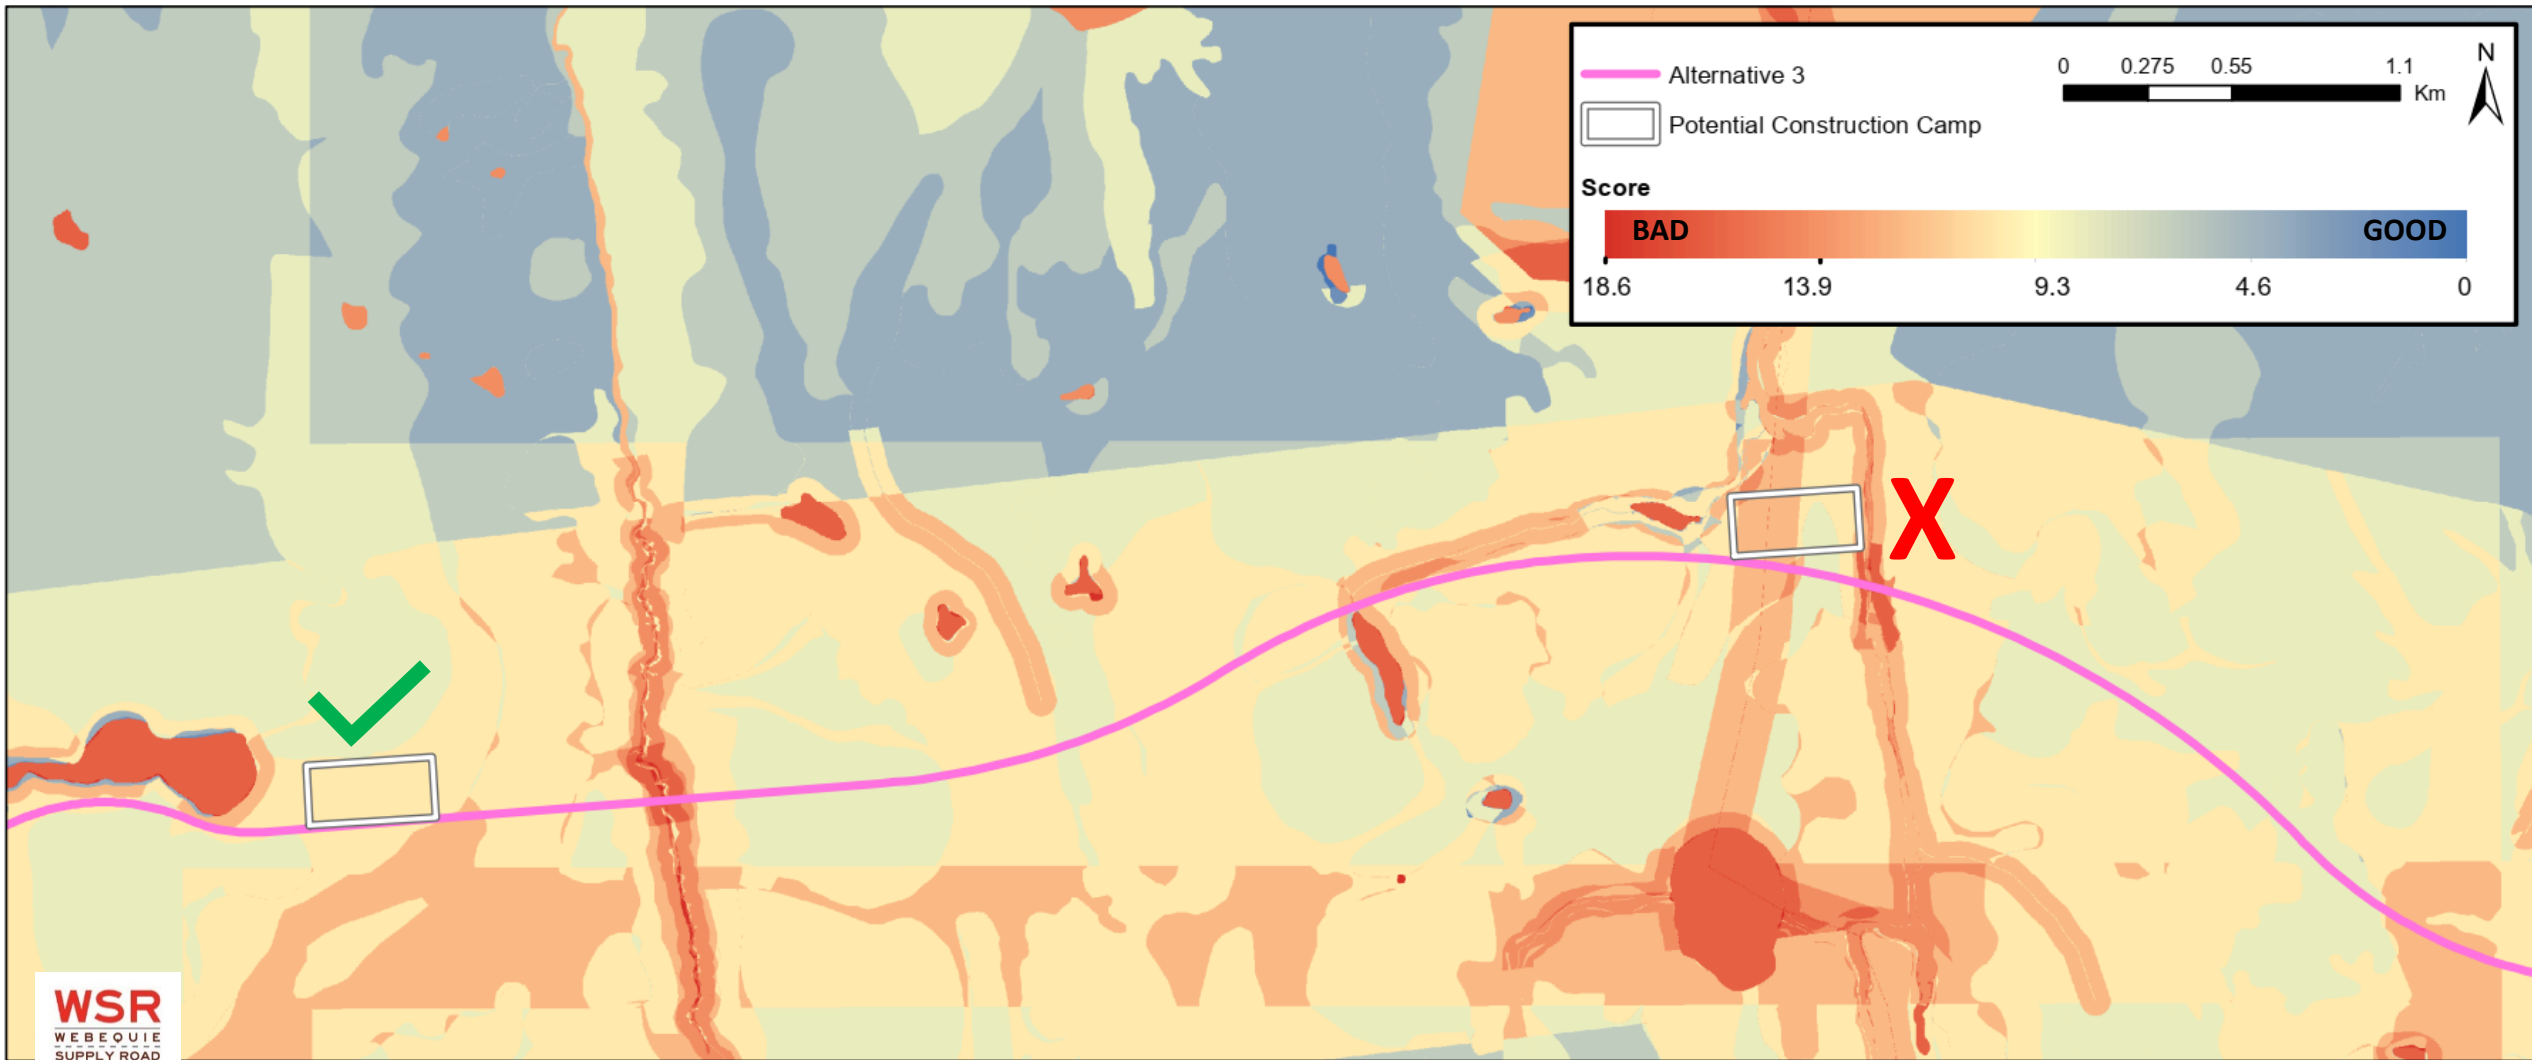 Alternative 3
Potential Construction Camp
0 0.275 0.55 1.1
Km
N
Score
BAD GOOD
18.6 13.9 9.3 4.6 0
X
WSR
WEBEQUIE
SUPPLY ROAD